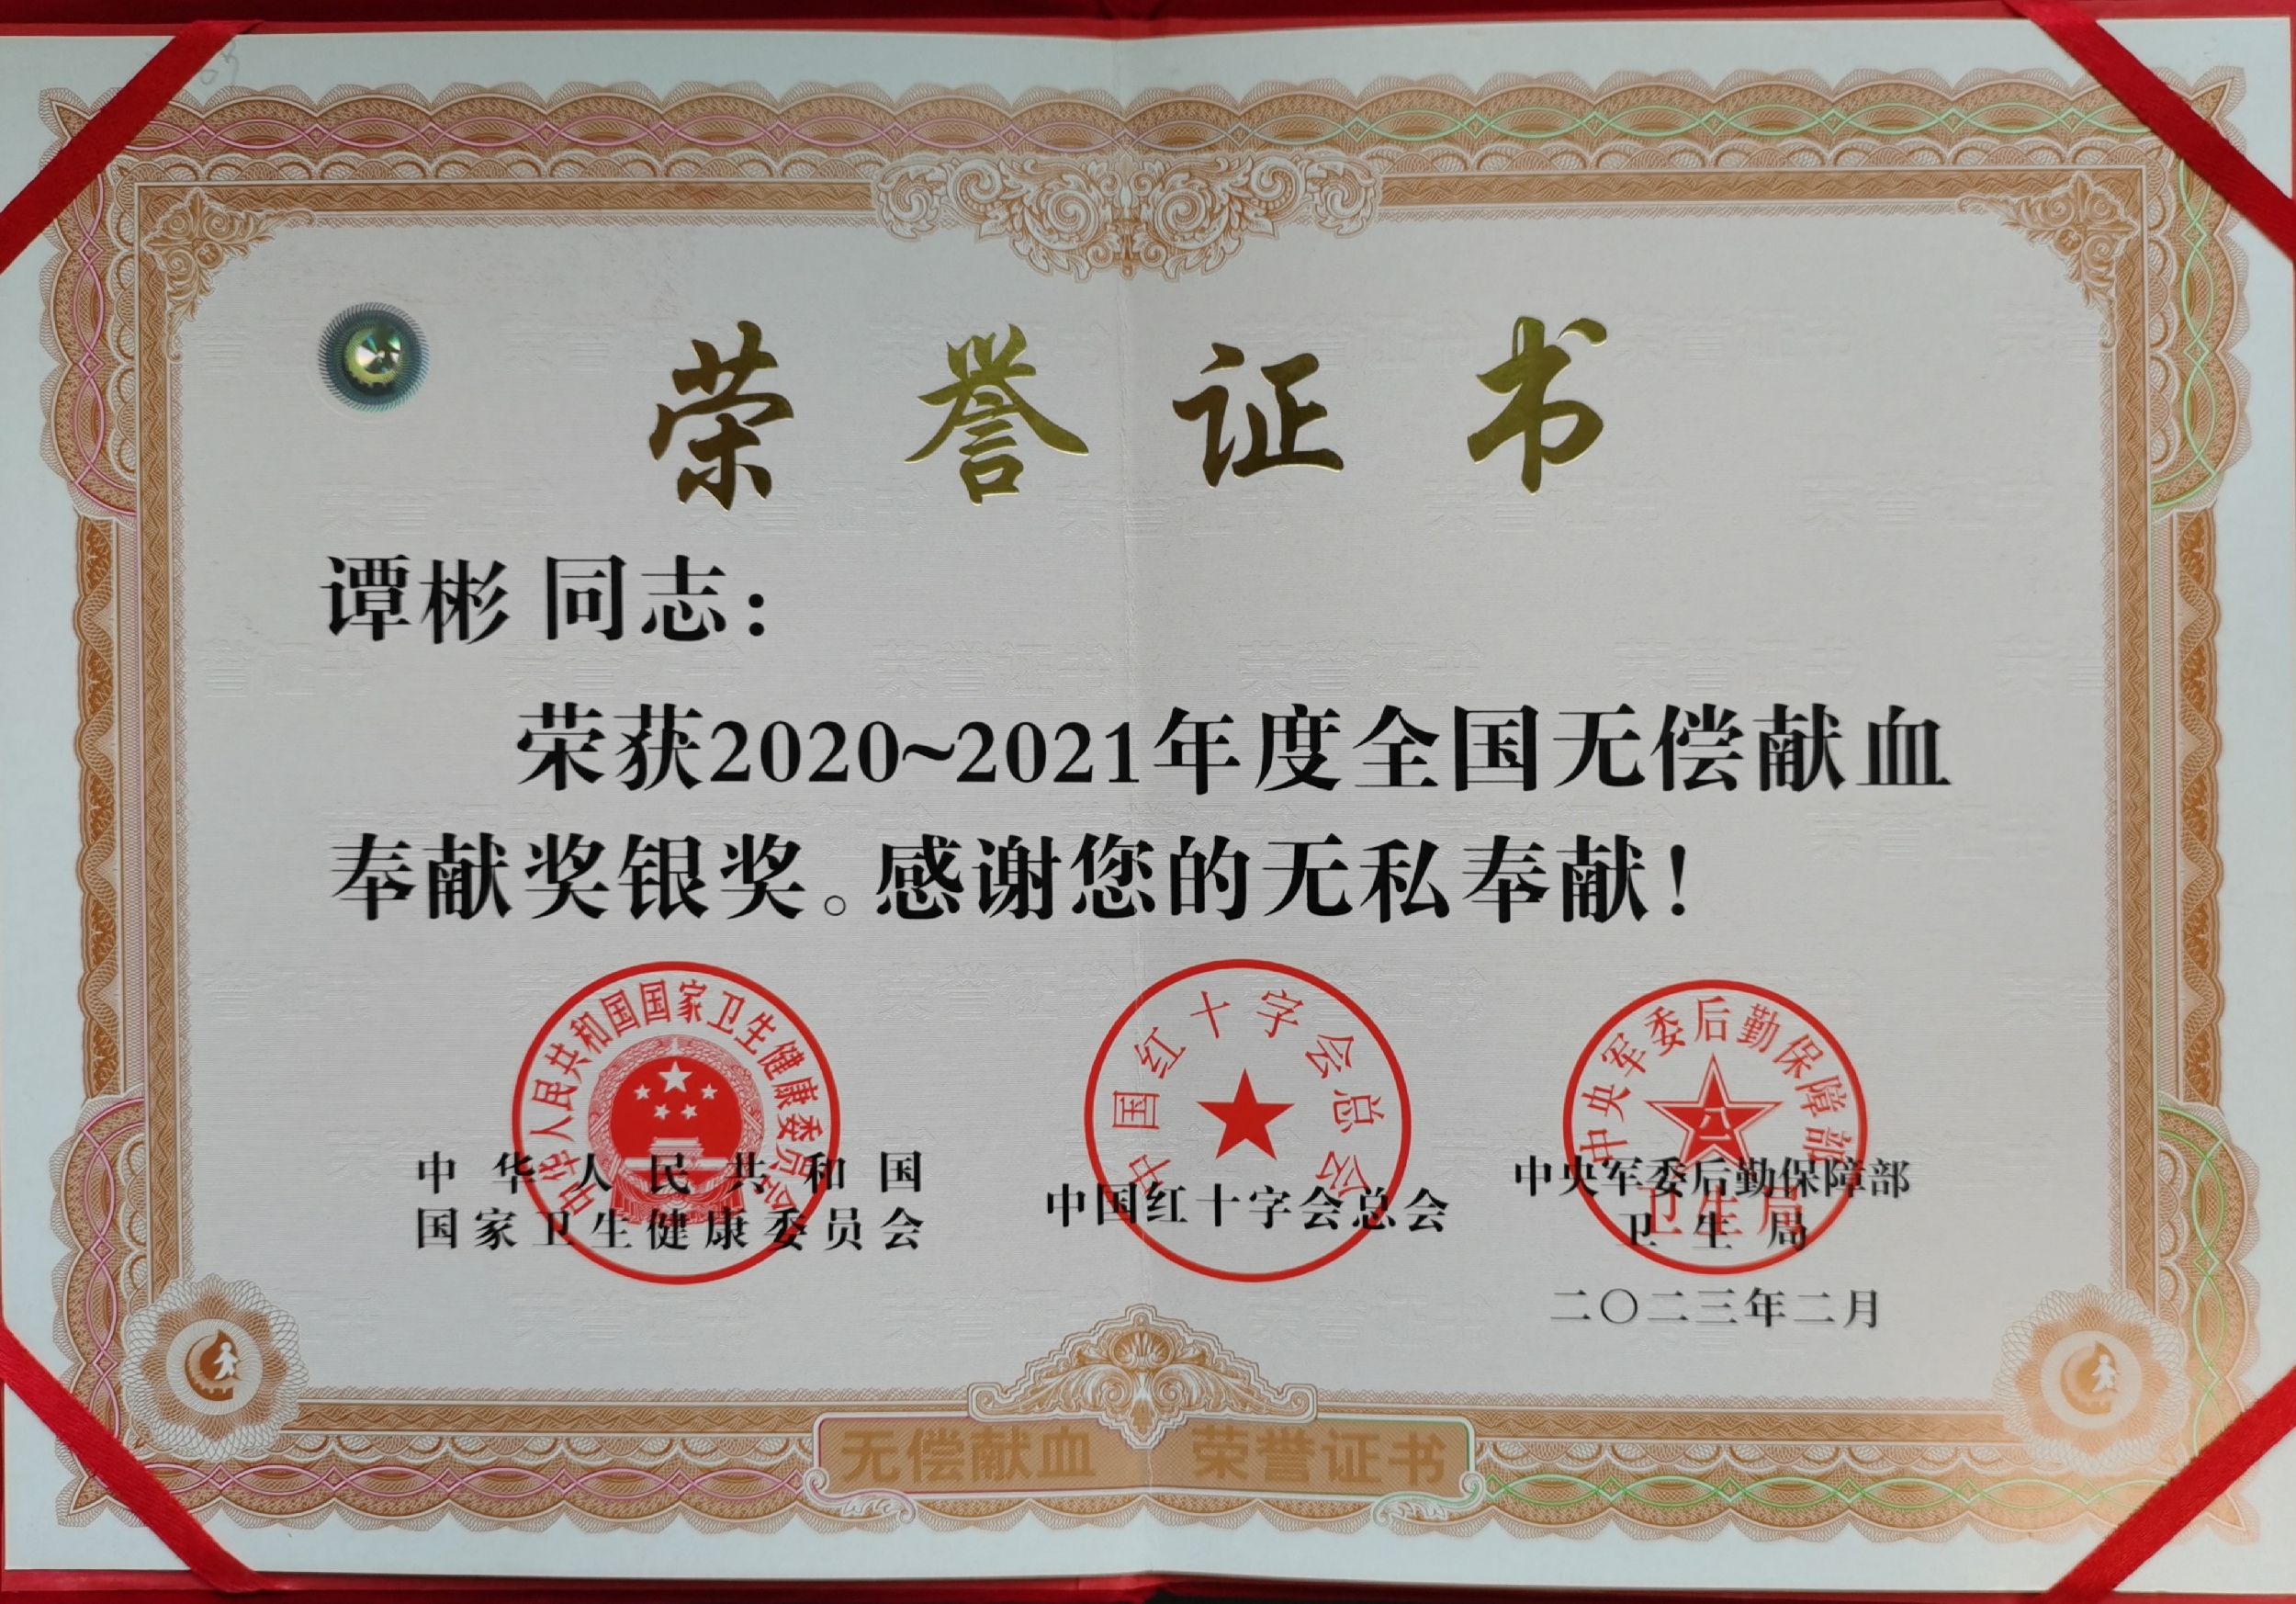 荣誉证书
谭彬 同志：
荣获2020~2021年度全国无偿献血
奉献奖银奖。感谢您的无私奉献！
中华人民共和国国家卫生健康委员会
中国红十字会总会
中央军委后勤保障部
卫生局
中华人民共和国
国家卫生健康委员会
中国红十字会总会
中央军委后勤保障部
卫生局
二〇二三年二月
无偿献血 荣誉证书